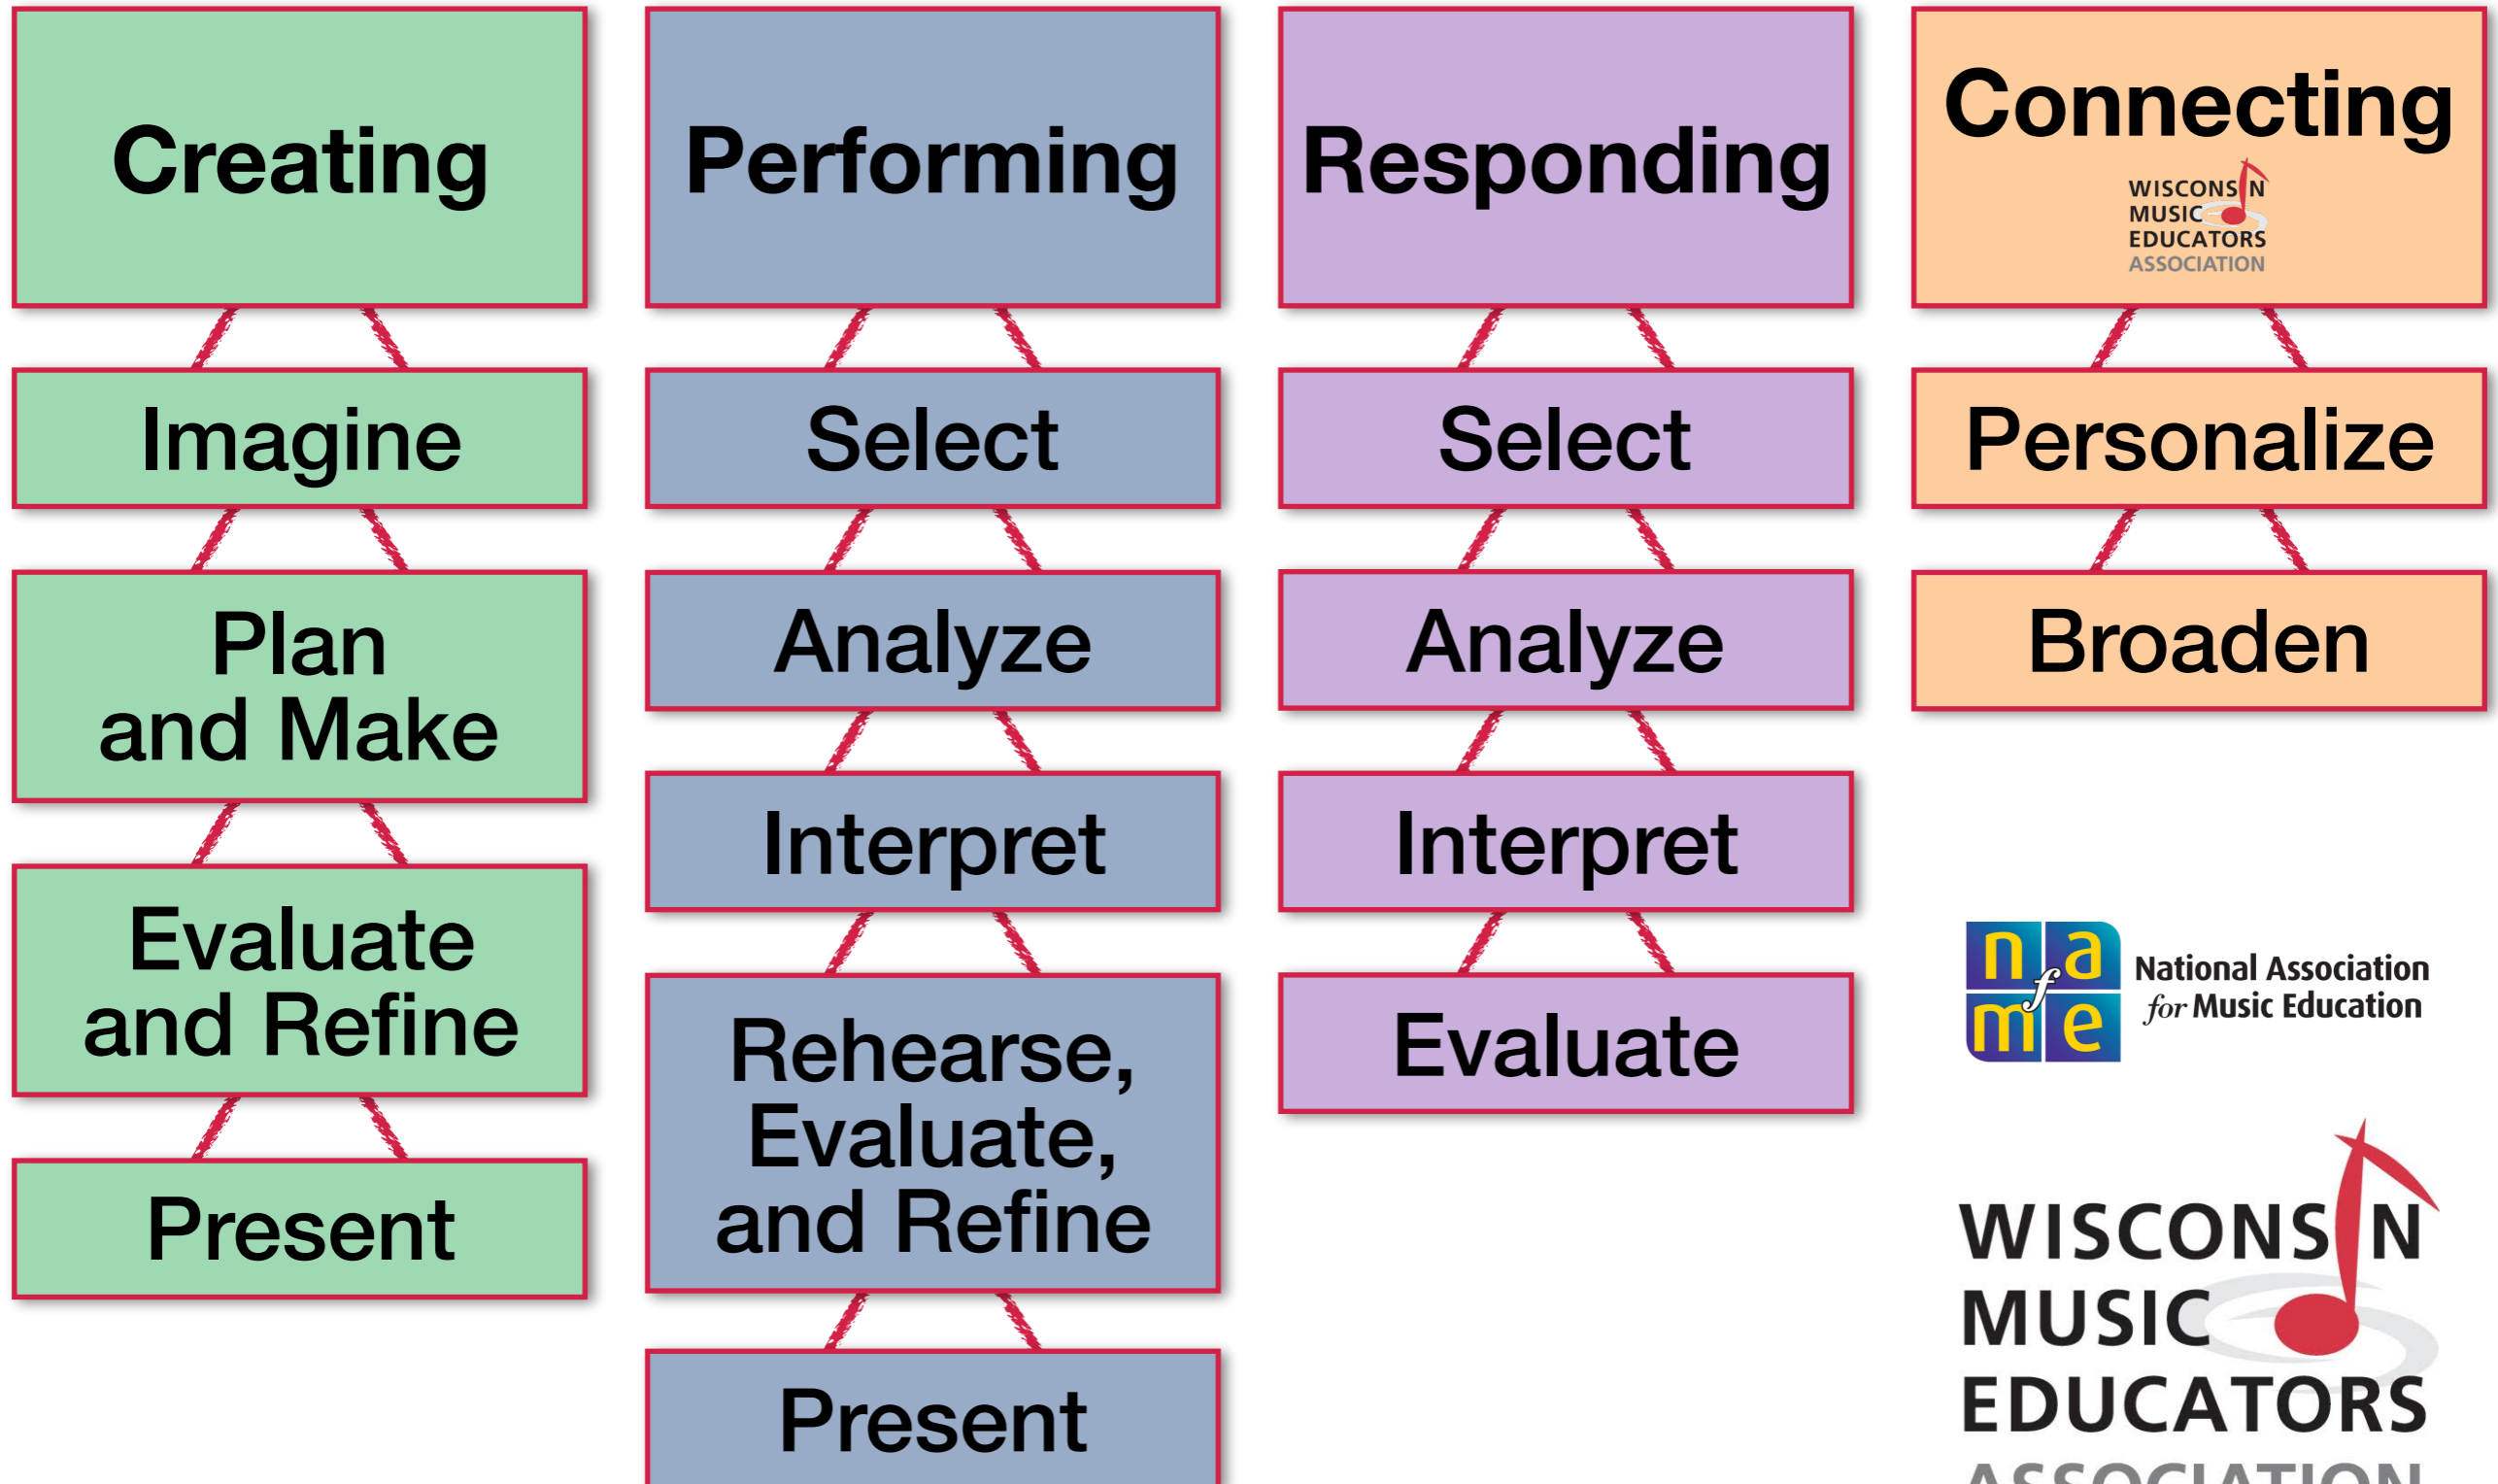 Creating
Imagine
Plan
and Make
Evaluate
and Refine
Present
Performing
Select
Analyze
Interpret
Rehearse,
Evaluate,
and Refine
Present
Responding
Select
Analyze
Interpret
Evaluate
Connecting
WISCONSIN
MUSIC
EDUCATORS
ASSOCIATION
Personalize
Broaden
n a
f
m e
National Association
for Music Education
WISCONSIN
MUSIC
EDUCATORS
ASSOCIATION